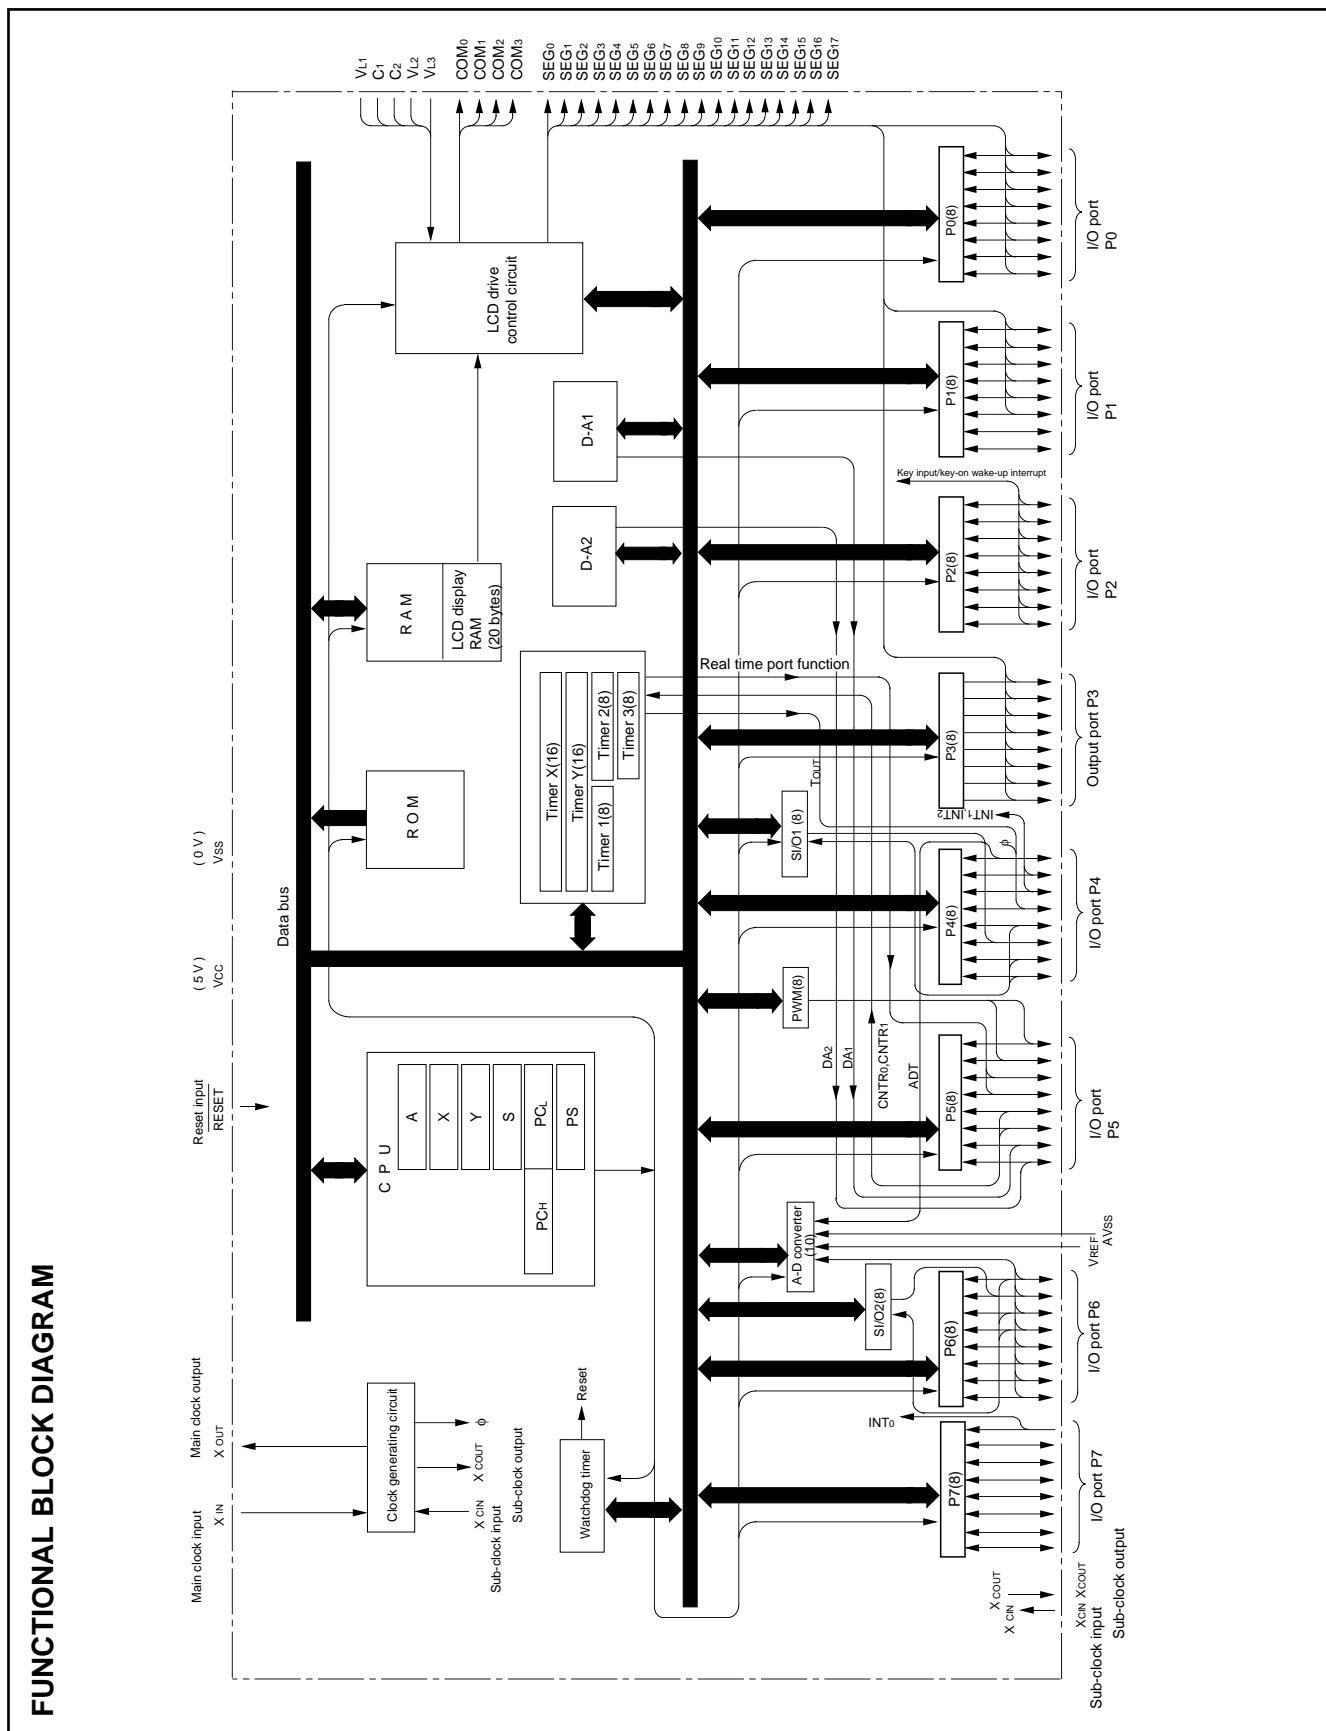 FUNCTIONAL BLOCK DIAGRAM
Main clock input
X IN
Main clock output
X OUT
Reset input
RESET
( 5 V )
VCC
( 0 V )
VSS
VL1
C1
C2
VL2
VL3
COM0
COM1
COM2
COM3
SEG0
SEG1
SEG2
SEG3
SEG4
SEG5
SEG6
SEG7
SEG8
SEG9
SEG10
SEG11
SEG12
SEG13
SEG14
SEG15
SEG16
SEG17
Data bus
Clock generating circuit
φ
X COUT
X CIN
Sub-clock input
Sub-clock output
C P U
A
X
Y
S
PCH
PCL
PS
R O M
R A M
LCD display
RAM
(20 bytes)
LCD drive
control circuit
Timer X(16)
Timer Y(16)
Timer 1(8)
Timer 2(8)
Timer 3(8)
D-A2
D-A1
Watchdog timer
Reset
Real time port function
SI/O2(8)
A-D converter
(10)
PWM(8)
SI/O1 (8)
TOUT
DA2
DA1
CNTR0,CNTR1
ADT
φ
INT0
INT1,INT2
Key input/key-on wake-up interrupt
P7(8)
P6(8)
P5(8)
P4(8)
P3(8)
P2(8)
P1(8)
P0(8)
X COUT
X CIN
XCIN XCOUT
Sub-clock input
Sub-clock output
I/O port P7
I/O port P6
VREF
AVSS
I/O port
P5
I/O port P4
Output port P3
I/O port
P2
I/O port
P1
I/O port
P0